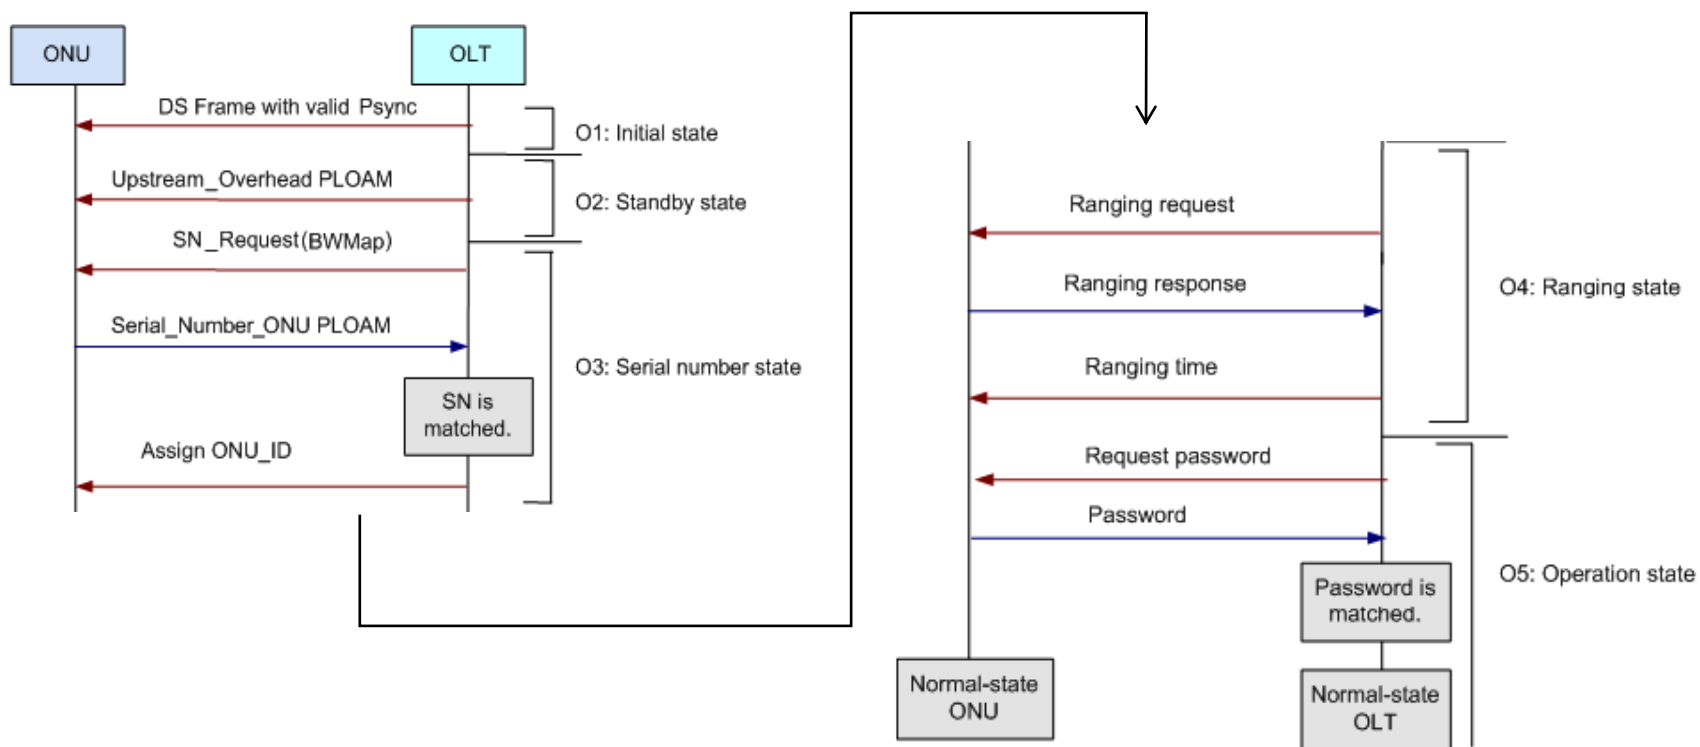 ONU
OLT
DS Frame with valid Psync
O1: Initial state
Upstream_Overhead PLOAM
O2: Standby state
SN_Request(BWMap)
Serial_Number_ONU PLOAM
O3: Serial number state
SN is
matched.
Assign ONU_ID
Ranging request
Ranging response
O4: Ranging state
Ranging time
Request password
Password
O5: Operation state
Password is
matched.
Normal-state
ONU
Normal-state
OLT